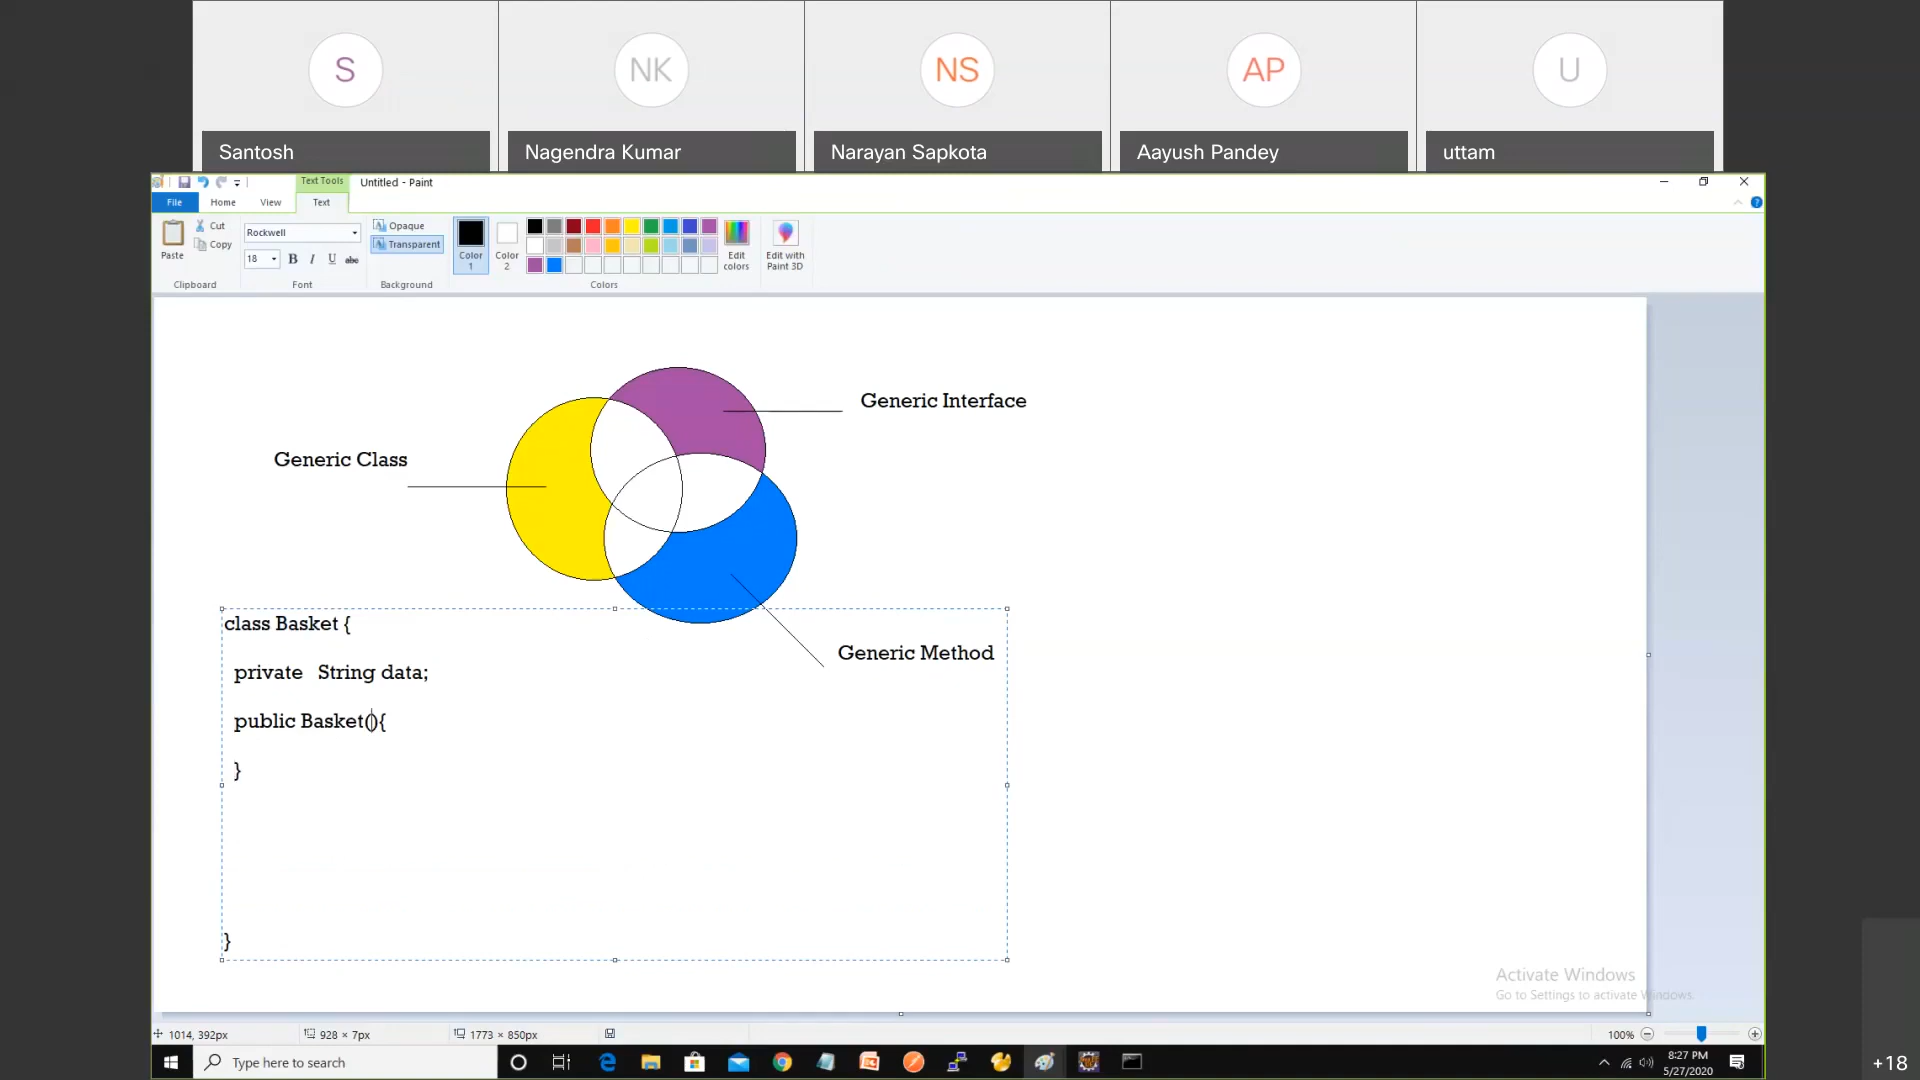 S
NK
NS
AP
U
Santosh
Nagendra Kumar
Narayan Sapkota
Aayush Pandey
uttam
Text Tools
Untitled - Paint
File
Home
View
Text
Paste
Cut
Copy
Clipboard
Rockwell
18
B I U abc
Font
Opaque
Transparent
Background
Color 1
Color 2
Edit colors
Edit with Paint 3D
Colors
Generic Interface
Generic Class
Generic Method
class Basket {
private String data;
public Basket(){
}
}
Activate Windows
Go to Settings to activate Windows.
1014, 392px
928 × 7px
1773 × 850px
100%
Type here to search
8:27 PM
5/27/2020
+18